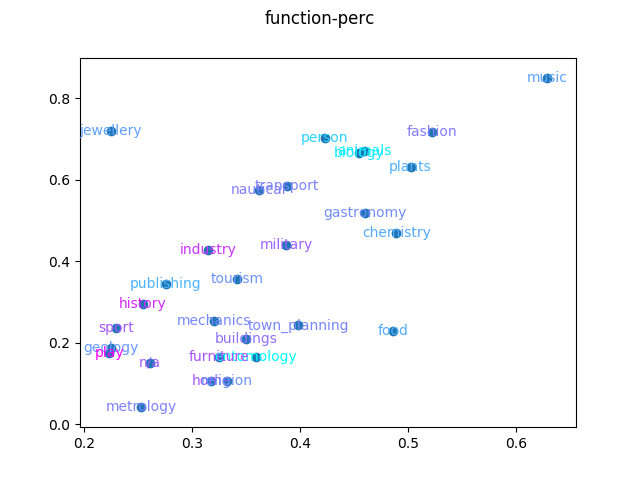 function-perc
0.8
0.6
0.4
0.2
0.0
0.2
0.3
0.4
0.5
0.6
music
jewellery
person
fashion
animals
biology
plants
transport
nautical
gastronomy
chemistry
military
industry
tourism
publishing
history
mechanics
town_planning
sport
food
buildings
geology
play
furniture
n/a
home
religion
metrology